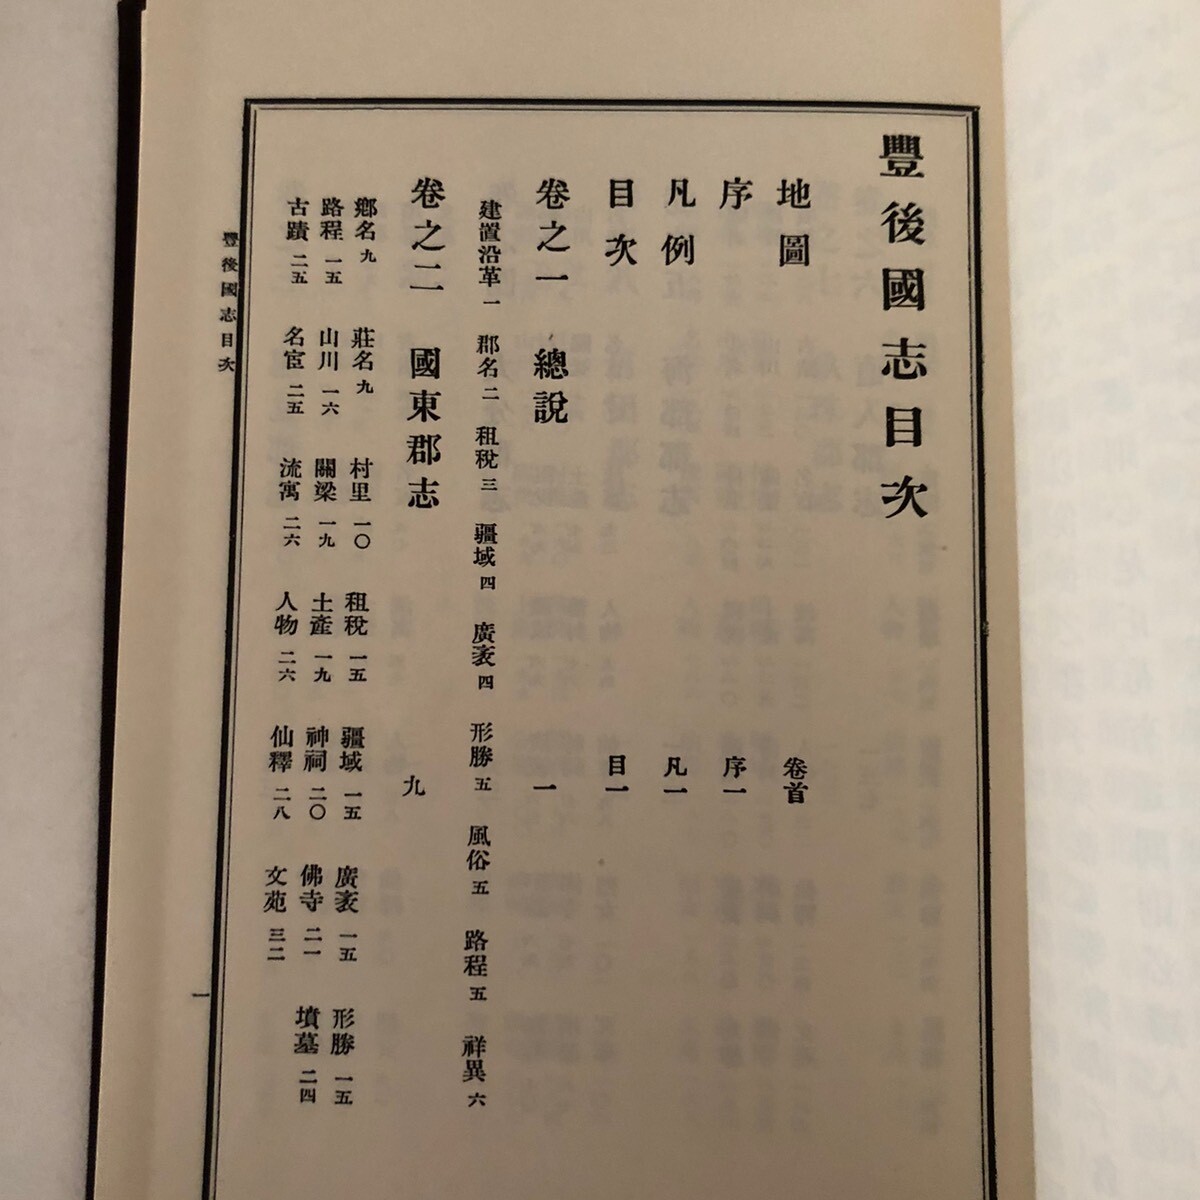 豐後國志目次
地圖 卷首
序 序一
凡例 凡一
目次 目一
卷之一 總說 一
建置沿革 一 郡名 二 租稅 三 疆域 四 廣袤 四 形勝 五 風俗 五 路程 五 祥異 六
卷之二 國東郡志 九
鄕名 九 莊名 九 村里 一〇 租稅 一五 疆域 一五 廣袤 一五 形勝 一五
路程 一五 山川 一六 關梁 一九 土產 一九 神祠 二〇 佛寺 二一 墳墓 二四
古蹟 二五 名宦 二五 流寓 二六 人物 二六 仙釋 二八 文苑 三二
豐後國志目次
一